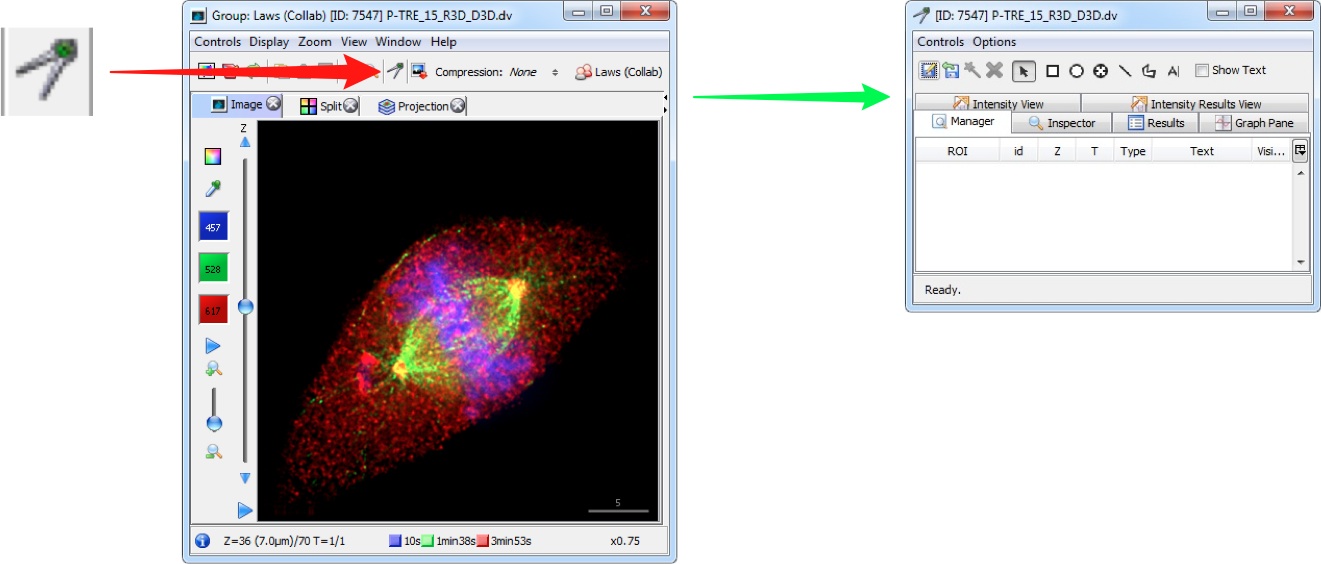 Group: Laws (Collab) [ID: 7547] P-TRE_15_R3D_D3D.dv
Controls Display Zoom View Window Help
Compression: None Laws (Collab)
Image Split Projection
Z
457
528
617
5
Z=36 (7.0µm)/70 T=1/1 10s 1min38s 3min53s x0.75
[ID: 7547] P-TRE_15_R3D_D3D.dv
Controls Options
A Show Text
Intensity View Intensity Results View
Manager Inspector Results Graph Pane
ROI id Z T Type Text Visi...
Ready.